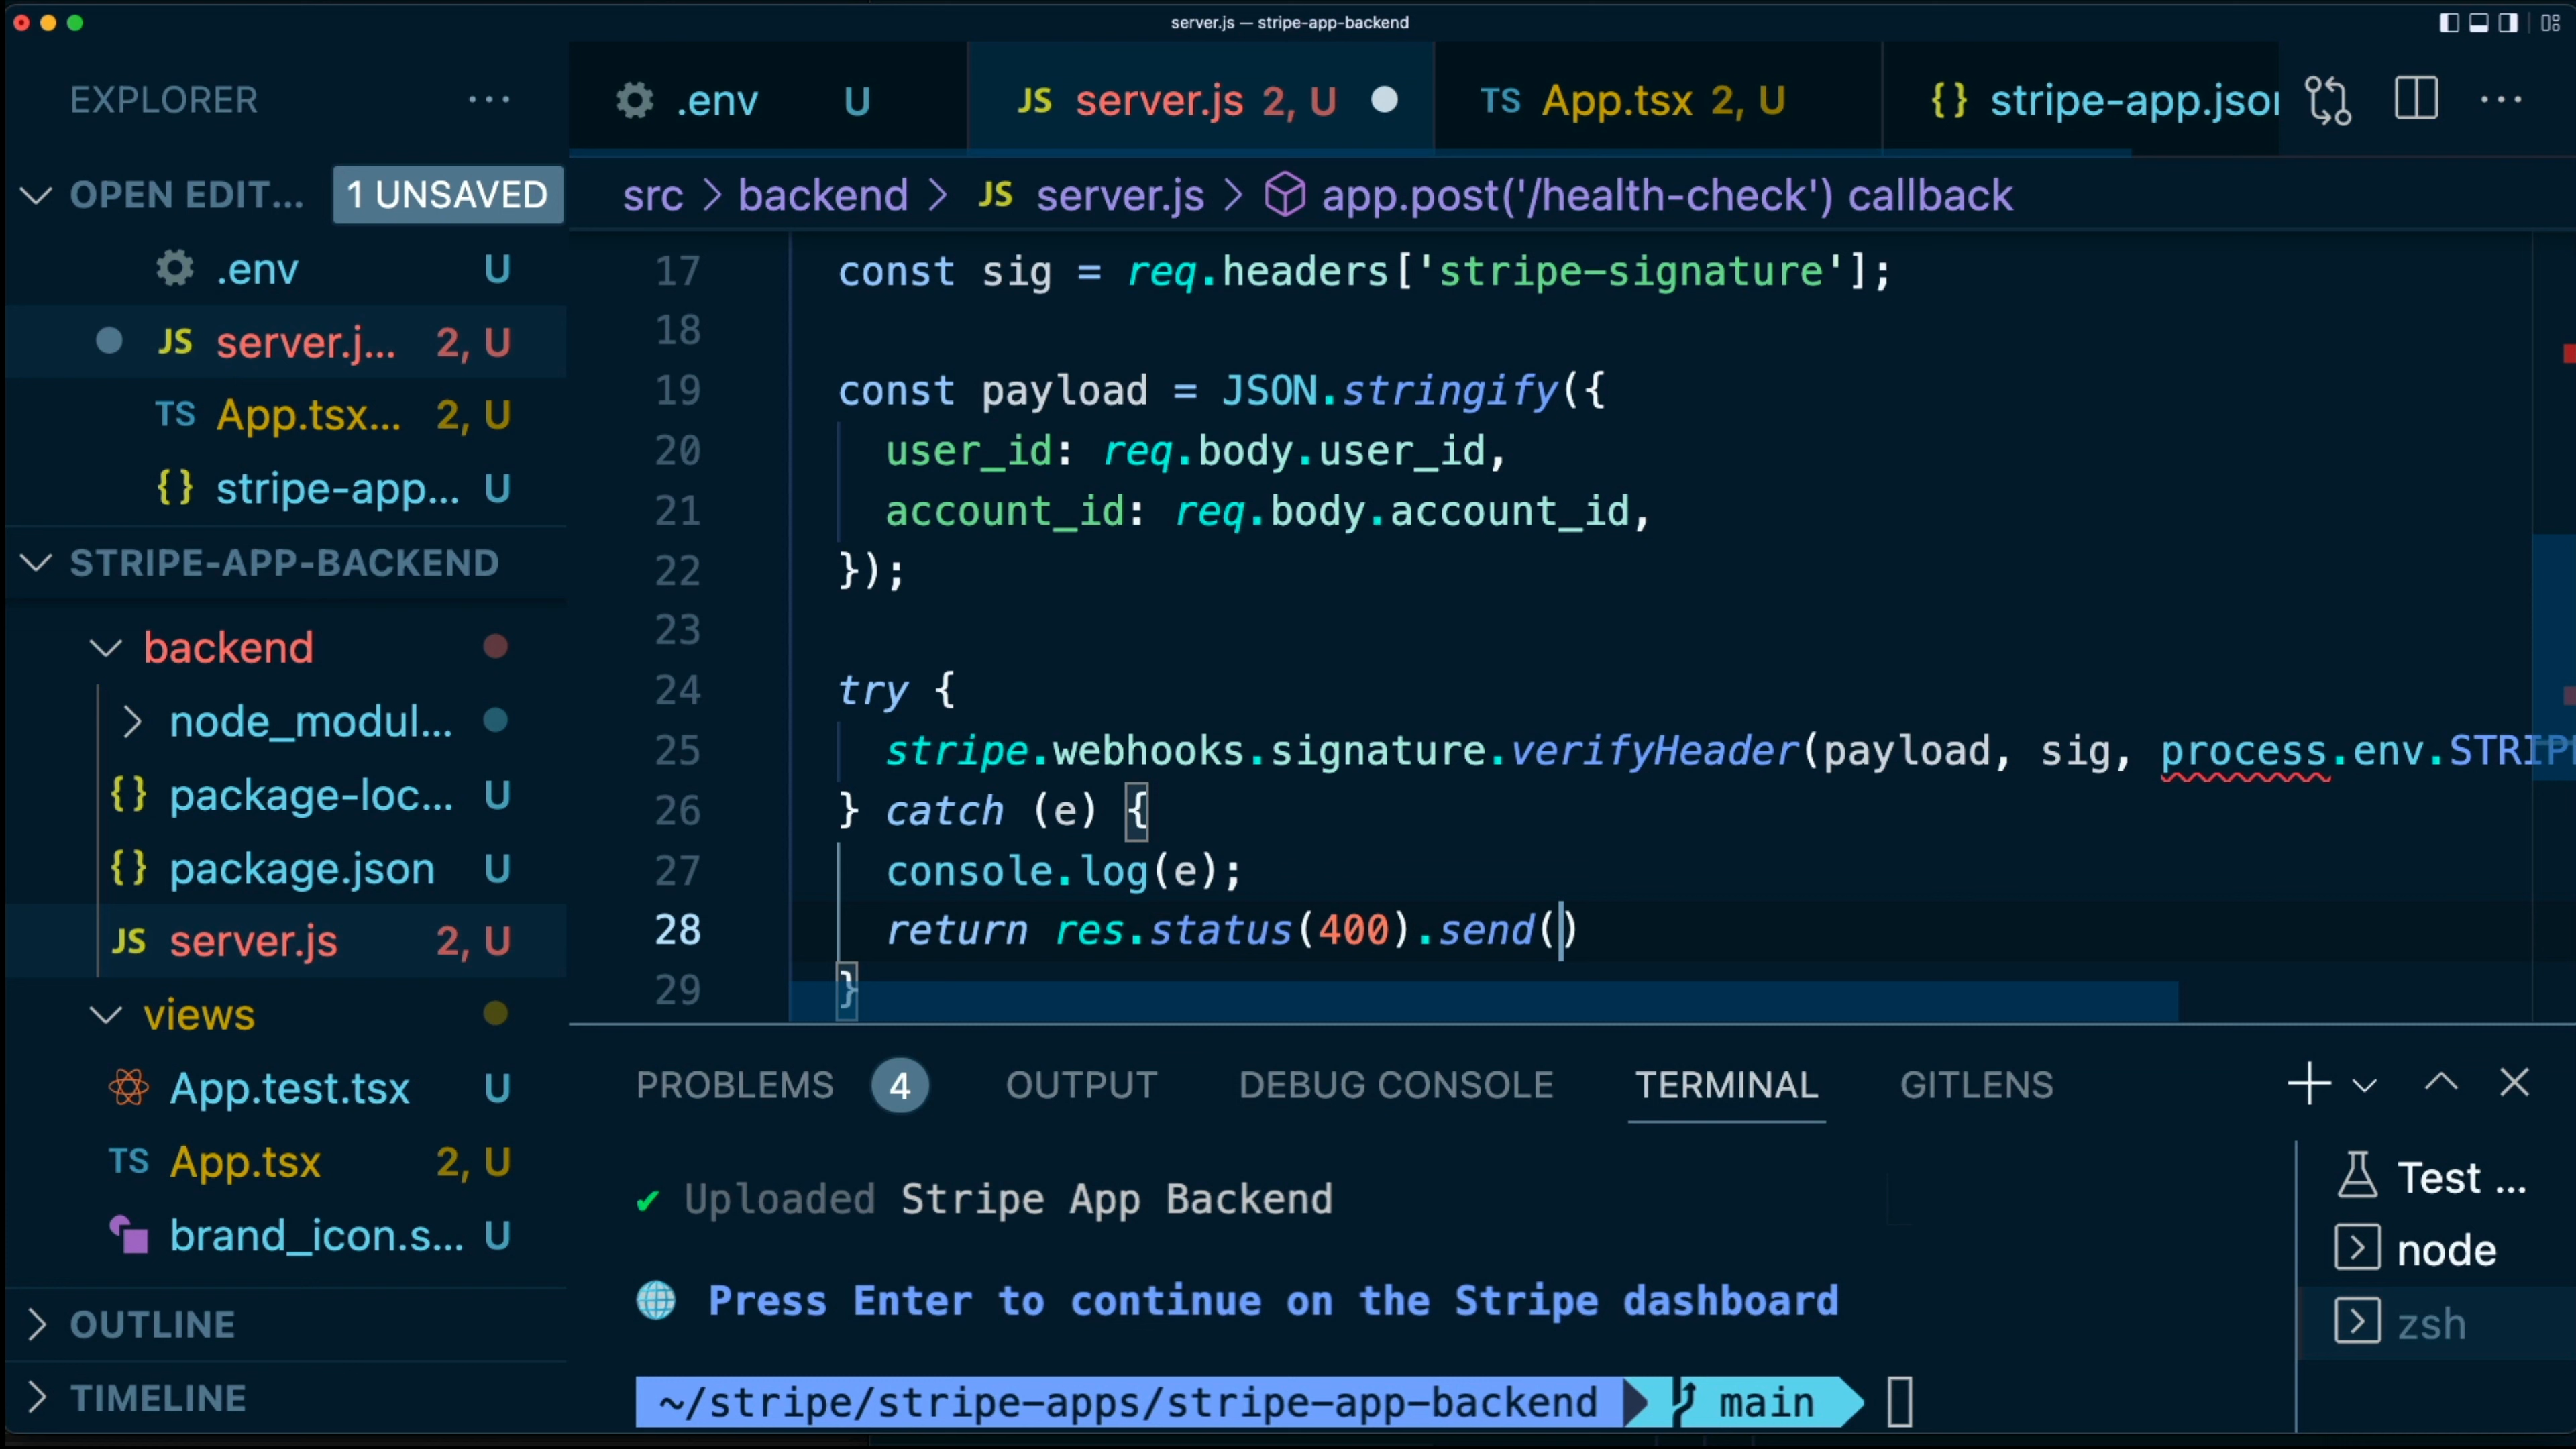 server.js — stripe-app-backend
EXPLORER
OPEN EDIT... 1 UNSAVED
.env U
JS server.j... 2, U
TS App.tsx... 2, U
{} stripe-app... U
STRIPE-APP-BACKEND
backend
node_modul...
{} package-loc... U
{} package.json U
JS server.js 2, U
views
App.test.tsx U
TS App.tsx 2, U
brand_icon.s... U
OUTLINE
TIMELINE
.env U JS server.js 2, U TS App.tsx 2, U {} stripe-app.json
src > backend > JS server.js > app.post('/health-check') callback
17 const sig = req.headers['stripe-signature'];
18
19 const payload = JSON.stringify({
20 user_id: req.body.user_id,
21 account_id: req.body.account_id,
22 });
23
24 try {
25 stripe.webhooks.signature.verifyHeader(payload, sig, process.env.STRIP
26 } catch (e) {
27 console.log(e);
28 return res.status(400).send()
29 }
PROBLEMS 4 OUTPUT DEBUG CONSOLE TERMINAL GITLENS
✔ Uploaded Stripe App Backend
Press Enter to continue on the Stripe dashboard
~/stripe/stripe-apps/stripe-app-backend main
Test ...
node
zsh